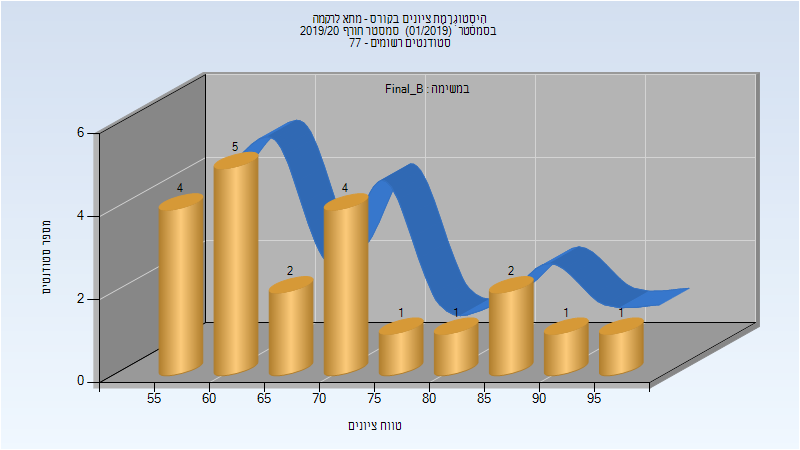 היסטוגרמת ציונים בקורס - מתא לרקמה
בסמסטר (01/2019) סמסטר חורף 2019/20
סטודנטים רשומים - 77
במשימה : Final_B
מספר סטודנטים
6
4
2
0
4
5
2
4
1
1
2
1
1
55 60 65 70 75 80 85 90 95
טווח ציונים